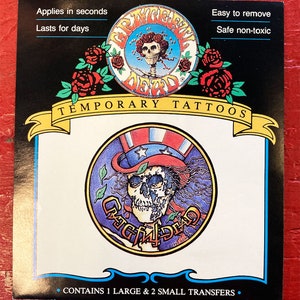 Applies in seconds
Lasts for days
Easy to remove
Safe non-toxic
GRATEFUL
DEAD
TEMPORARY TATTOOS
GRATEFUL DEAD
• CONTAINS 1 LARGE & 2 SMALL TRANSFERS •